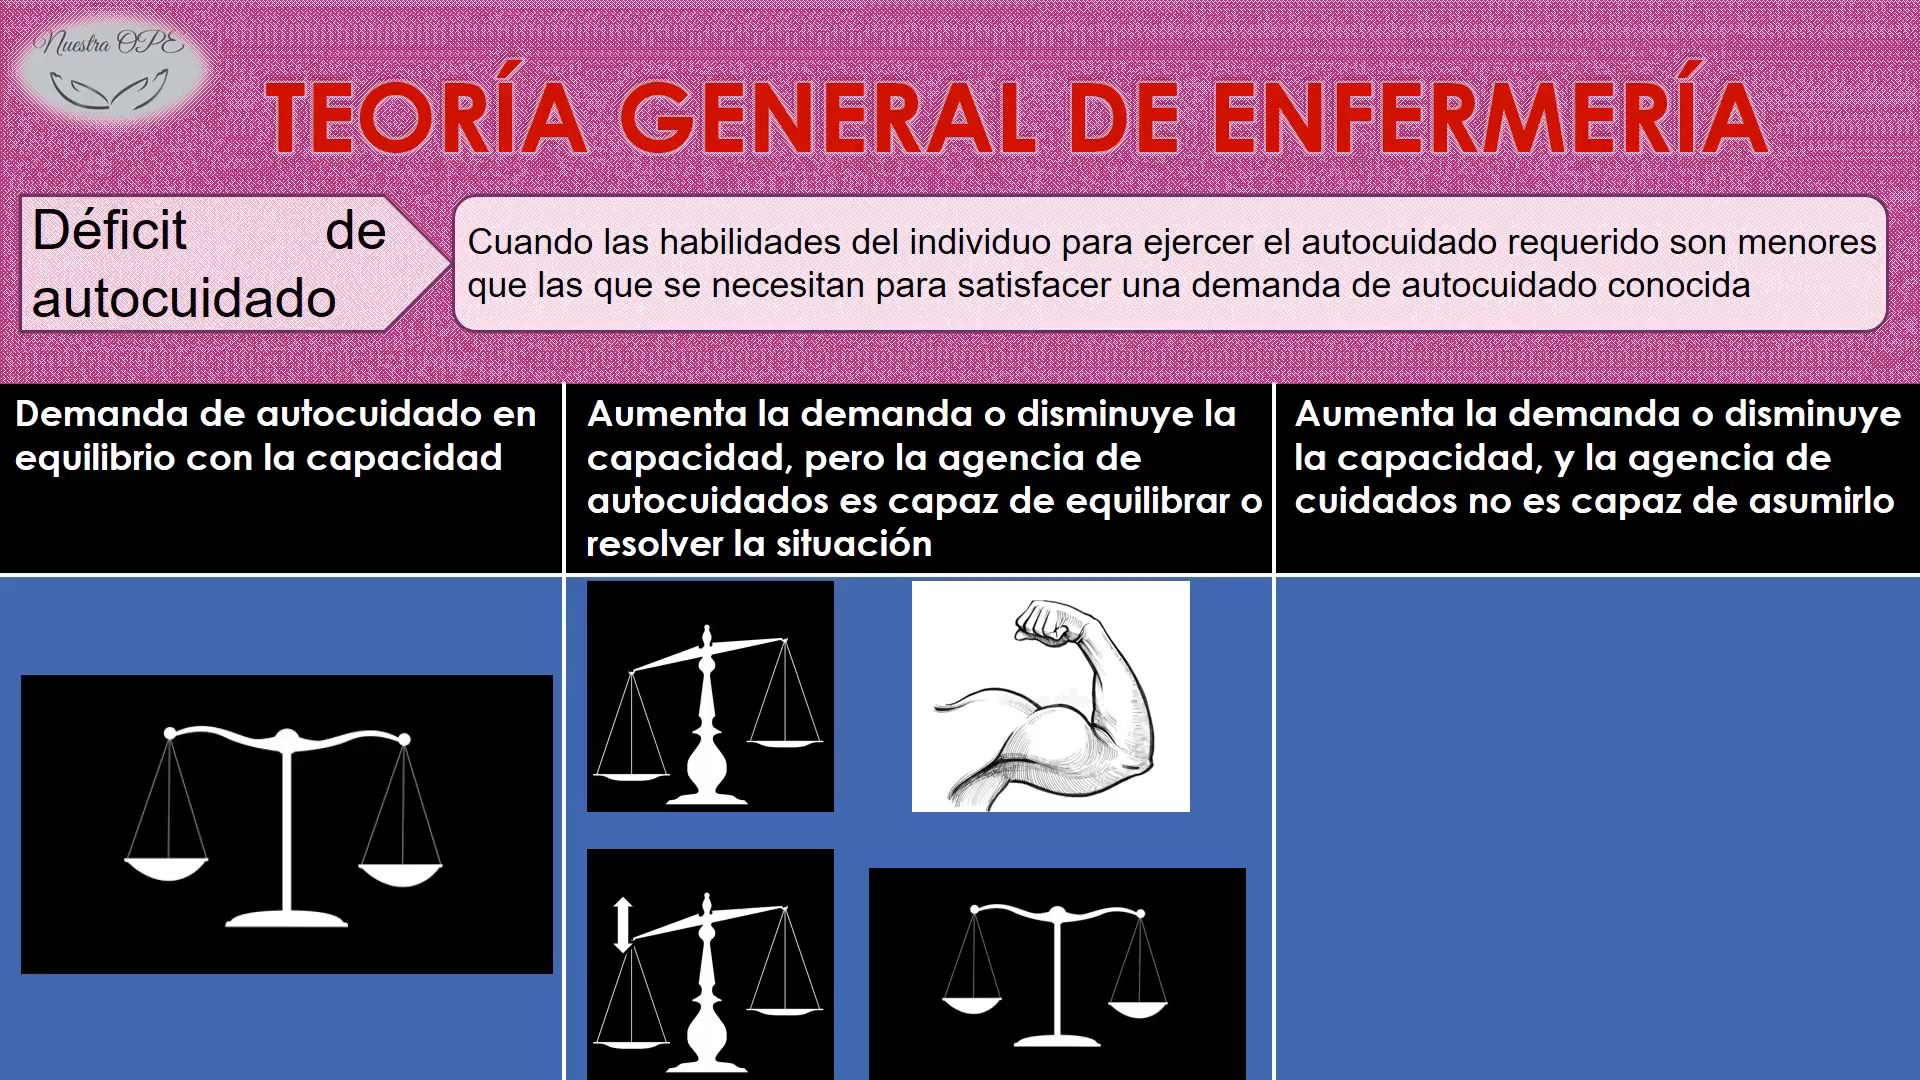 Nuestra OPE
TEORÍA GENERAL DE ENFERMERÍA
Déficit de
autocuidado
Cuando las habilidades del individuo para ejercer el autocuidado requerido son menores
que las que se necesitan para satisfacer una demanda de autocuidado conocida
Demanda de autocuidado en
equilibrio con la capacidad
Aumenta la demanda o disminuye la
capacidad, pero la agencia de
autocuidados es capaz de equilibrar o
resolver la situación
Aumenta la demanda o disminuye
la capacidad, y la agencia de
cuidados no es capaz de asumirlo